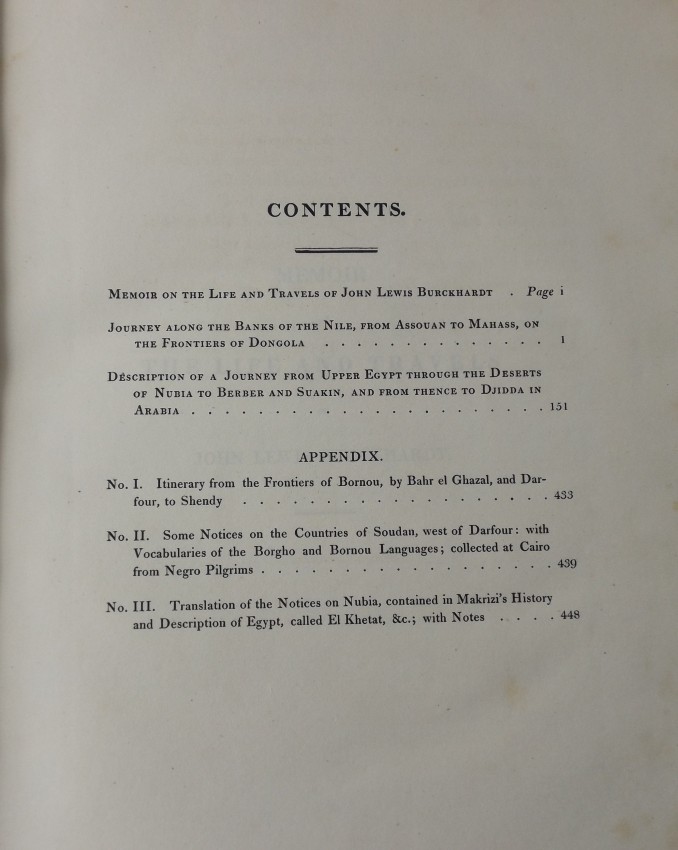 CONTENTS.
Memoir on the Life and Travels of John Lewis Burckhardt . Page i
Journey along the Banks of the Nile, from Assouan to Mahass, on
the Frontiers of Dongola . . . . . . . . . . . . . . 1
Description of a Journey from Upper Egypt through the Deserts
of Nubia to Berber and Suakin, and from thence to Djidda in
Arabia . . . . . . . . . . . . . . . . . . . . . . 151
APPENDIX.
No. I. Itinerary from the Frontiers of Bornou, by Bahr el Ghazal, and Dar-
four, to Shendy . . . . . . . . . . . . . . . . . . . 433
No. II. Some Notices on the Countries of Soudan, west of Darfour: with
Vocabularies of the Borgho and Bornou Languages; collected at Cairo
from Negro Pilgrims . . . . . . . . . . . . . . . . . . 439
No. III. Translation of the Notices on Nubia, contained in Makrizi's History
and Description of Egypt, called El Khetat, &c.; with Notes . . . . 448